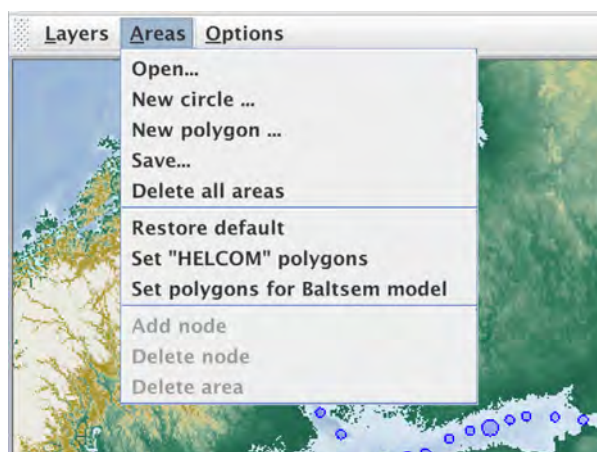 Layers Areas Options
Open...
New circle ...
New polygon ...
Save...
Delete all areas
Restore default
Set "HELCOM" polygons
Set polygons for Baltsem model
Add node
Delete node
Delete area